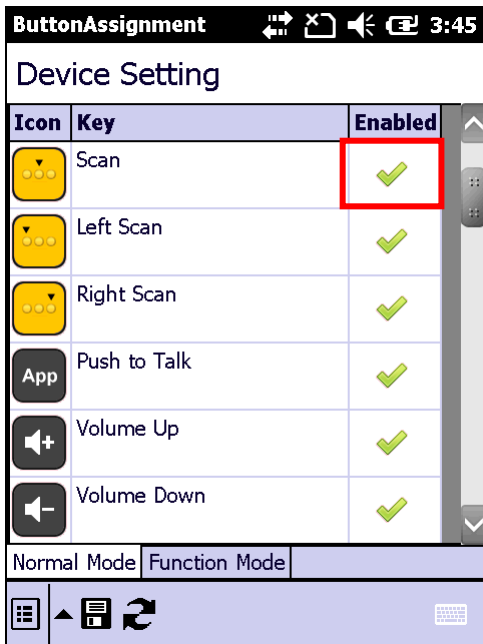 ButtonAssignment 3:45
Device Setting
Icon Key Enabled
Scan
Left Scan
Right Scan
App Push to Talk
Volume Up
Volume Down
Normal Mode Function Mode